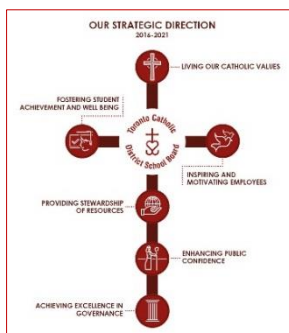 OUR STRATEGIC DIRECTION
2016-2021
LIVING OUR CATHOLIC VALUES
FOSTERING STUDENT
ACHIEVEMENT AND WELL BEING
Toronto Catholic
District School Board
INSPIRING AND
MOTIVATING EMPLOYEES
PROVIDING STEWARDSHIP
OF RESOURCES
ENHANCING PUBLIC
CONFIDENCE
ACHIEVING EXCELLENCE IN
GOVERNANCE